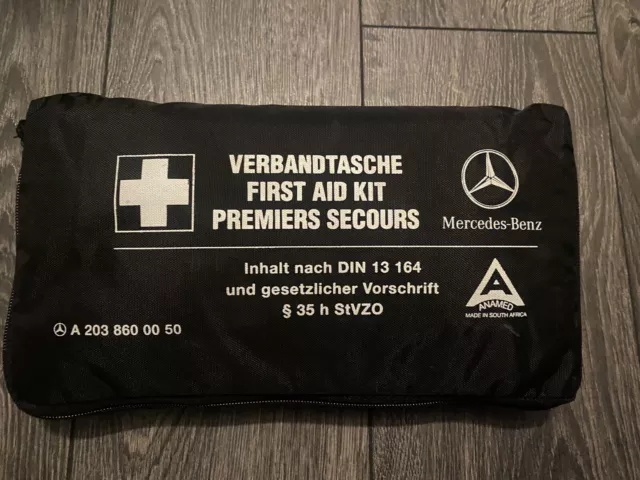 VERBANDTASCHE
FIRST AID KIT
PREMIERS SECOURS
Mercedes-Benz
Inhalt nach DIN 13 164
und gesetzlicher Vorschrift
§ 35 h StVZO
A 203 860 00 50
A
ANAMED
MADE IN SOUTH AFRICA